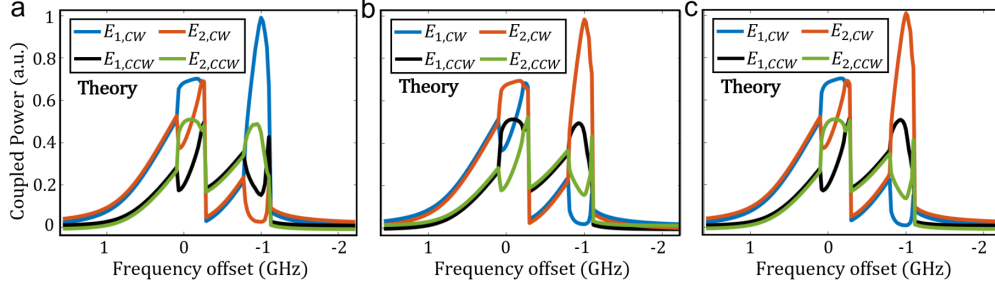 a
b
c
Coupled Power (a.u.)
1
0.8
0.6
0.4
0.2
0
E1,CW E2,CW
E1,CCW E2,CCW
Theory
1 0 -1 -2
Frequency offset (GHz)
E1,CW E2,CW
E1,CCW E2,CCW
Theory
1 0 -1 -2
Frequency offset (GHz)
E1,CW E2,CW
E1,CCW E2,CCW
Theory
1 0 -1 -2
Frequency offset (GHz)